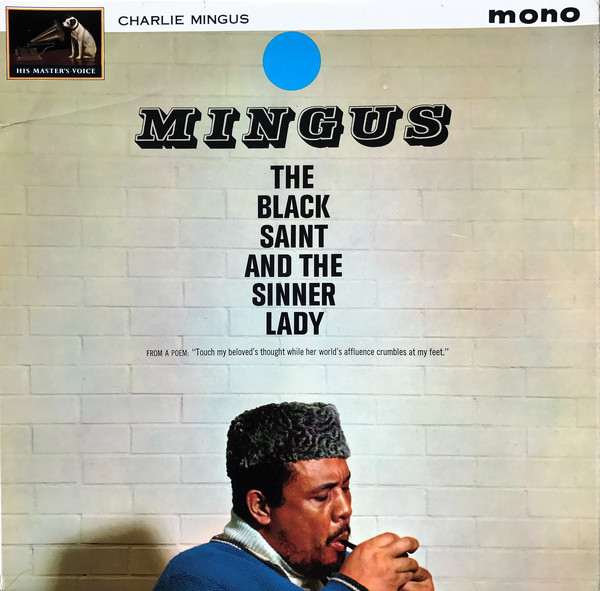 HIS MASTER'S VOICE
CHARLIE MINGUS
mono
MINGUS
THE
BLACK
SAINT
AND THE
SINNER
LADY
FROM A POEM: "Touch my beloved's thought while her world's affluence crumbles at my feet."